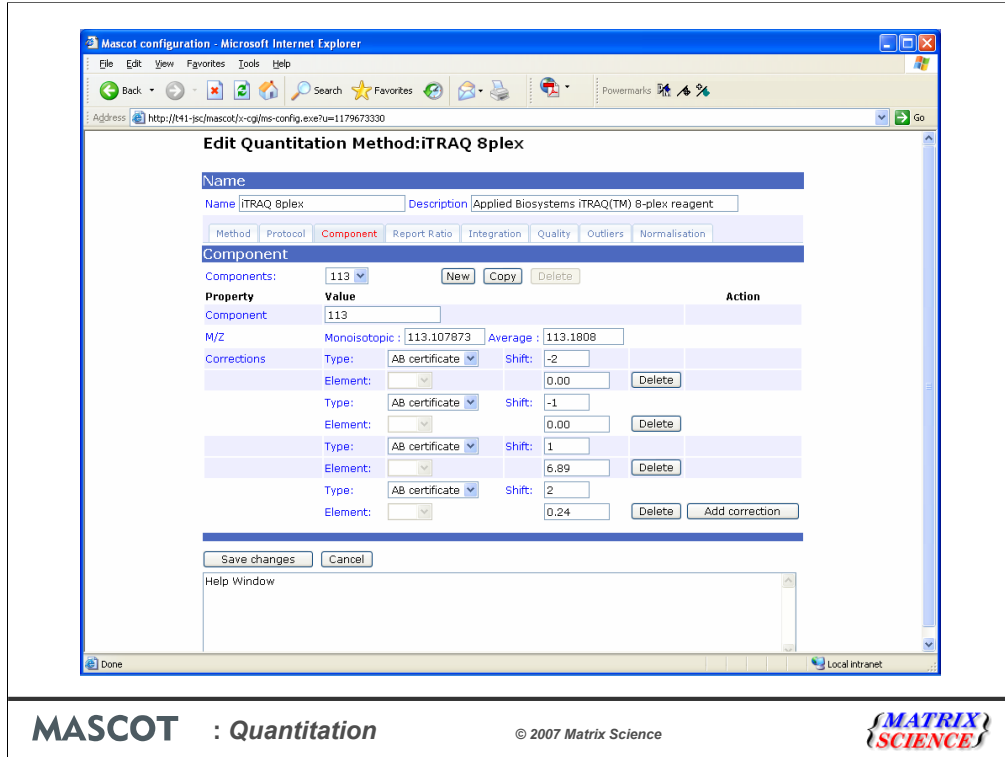 Mascot configuration - Microsoft Internet Explorer
File Edit View Favorites Tools Help
Back Search Favorites Powermarks
Address http://t41-jsc/mascot/x-cgi/ms-config.exe?u=1179673330 Go
Edit Quantitation Method:iTRAQ 8plex
Name
Name iTRAQ 8plex Description Applied Biosystems iTRAQ(TM) 8-plex reagent
Method Protocol Component Report Ratio Integration Quality Outliers Normalisation
Component
Components: 113 New Copy Delete
Property Value Action
Component 113
M/Z Monoisotopic : 113.107873 Average : 113.1808
Corrections Type: AB certificate Shift: -2
Element: 0.00 Delete
Type: AB certificate Shift: -1
Element: 0.00 Delete
Type: AB certificate Shift: 1
Element: 6.89 Delete
Type: AB certificate Shift: 2
Element: 0.24 Delete Add correction
Save changes Cancel
Help Window
Done Local intranet
MASCOT : Quantitation © 2007 Matrix Science MATRIX
SCIENCE